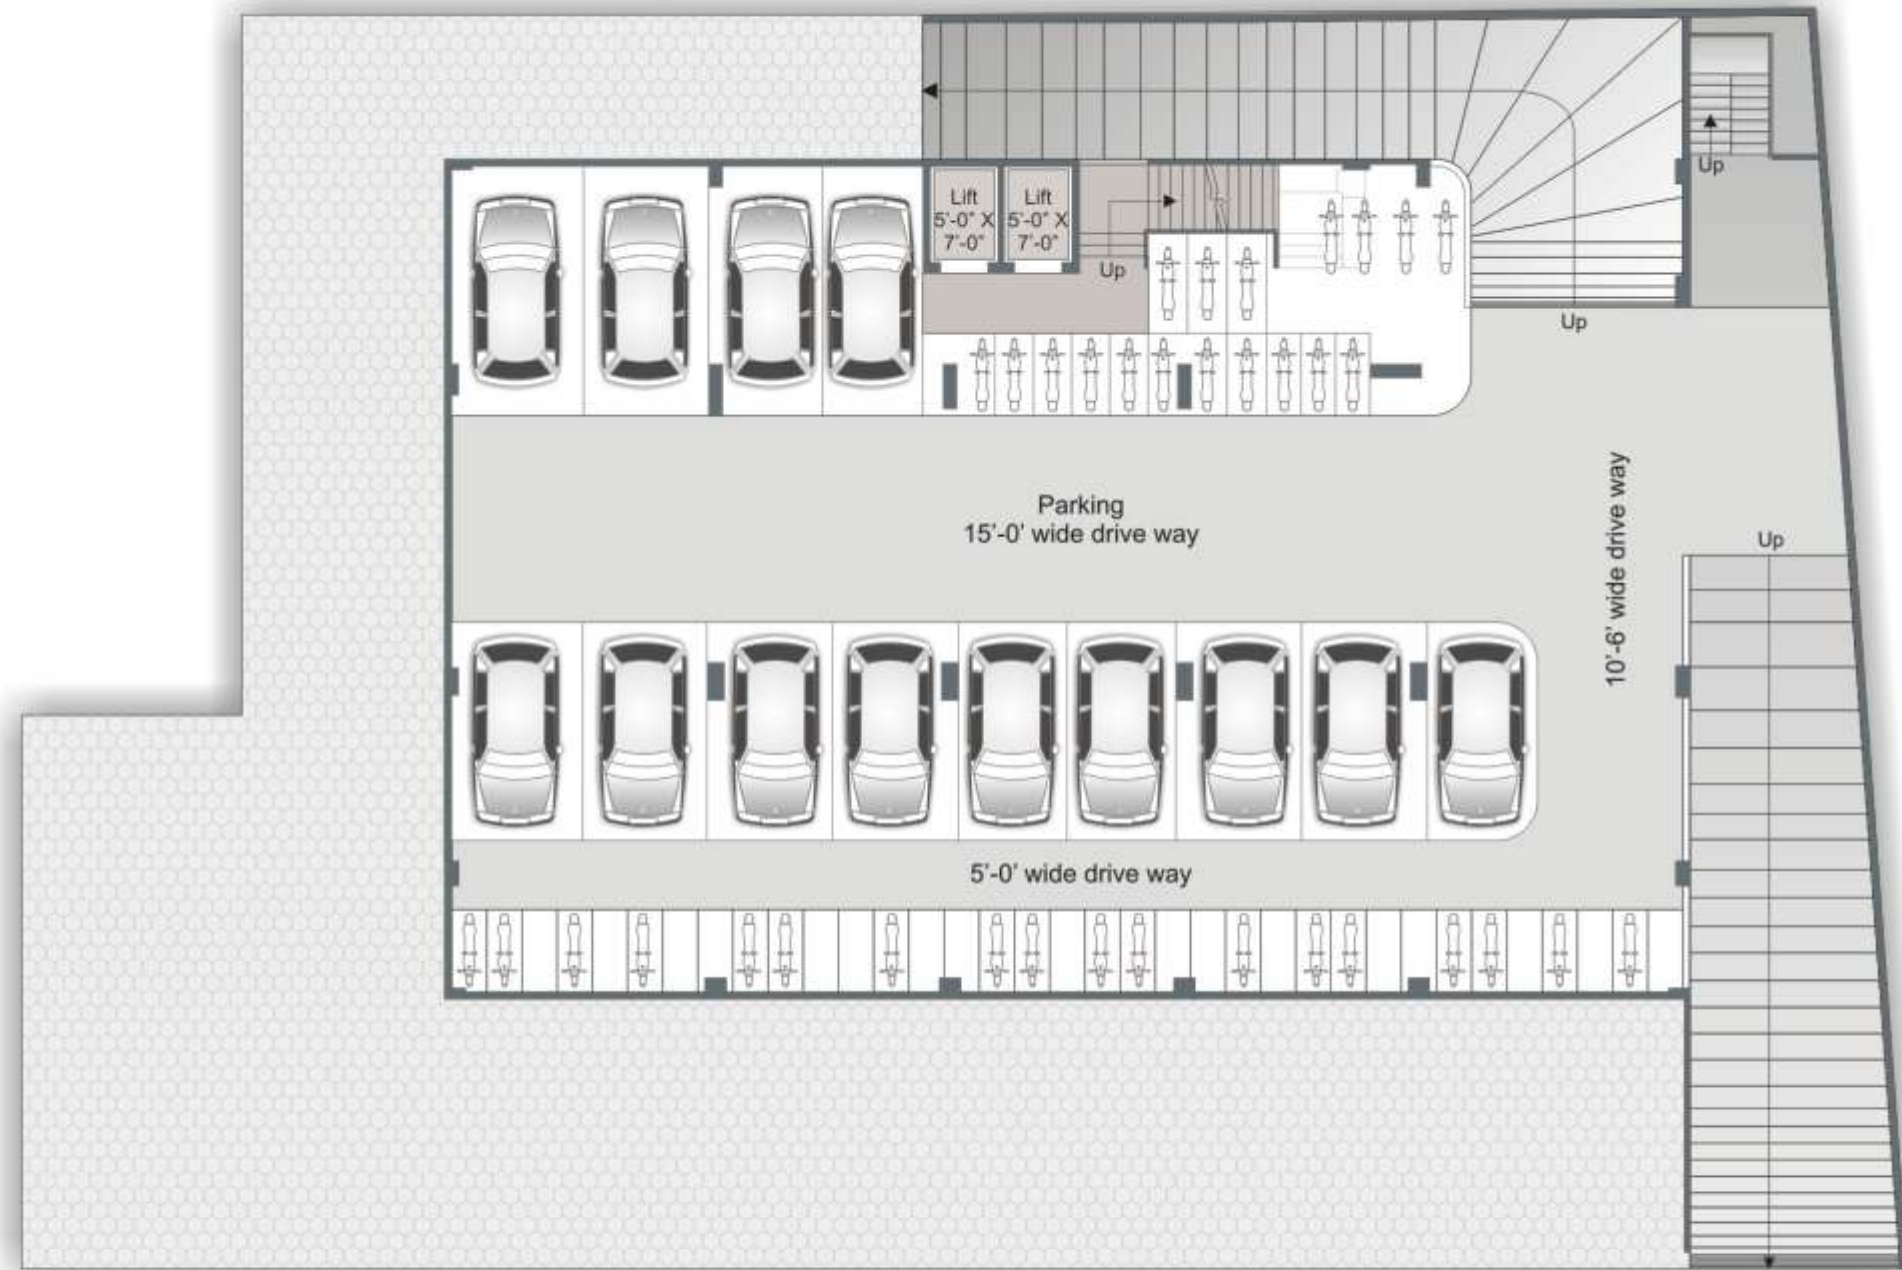 Up
Lift
5'-0" X
7'-0"
Lift
5'-0" X
7'-0"
Up
Up
Parking
15'-0' wide drive way
10'-6' wide drive way
Up
5'-0' wide drive way